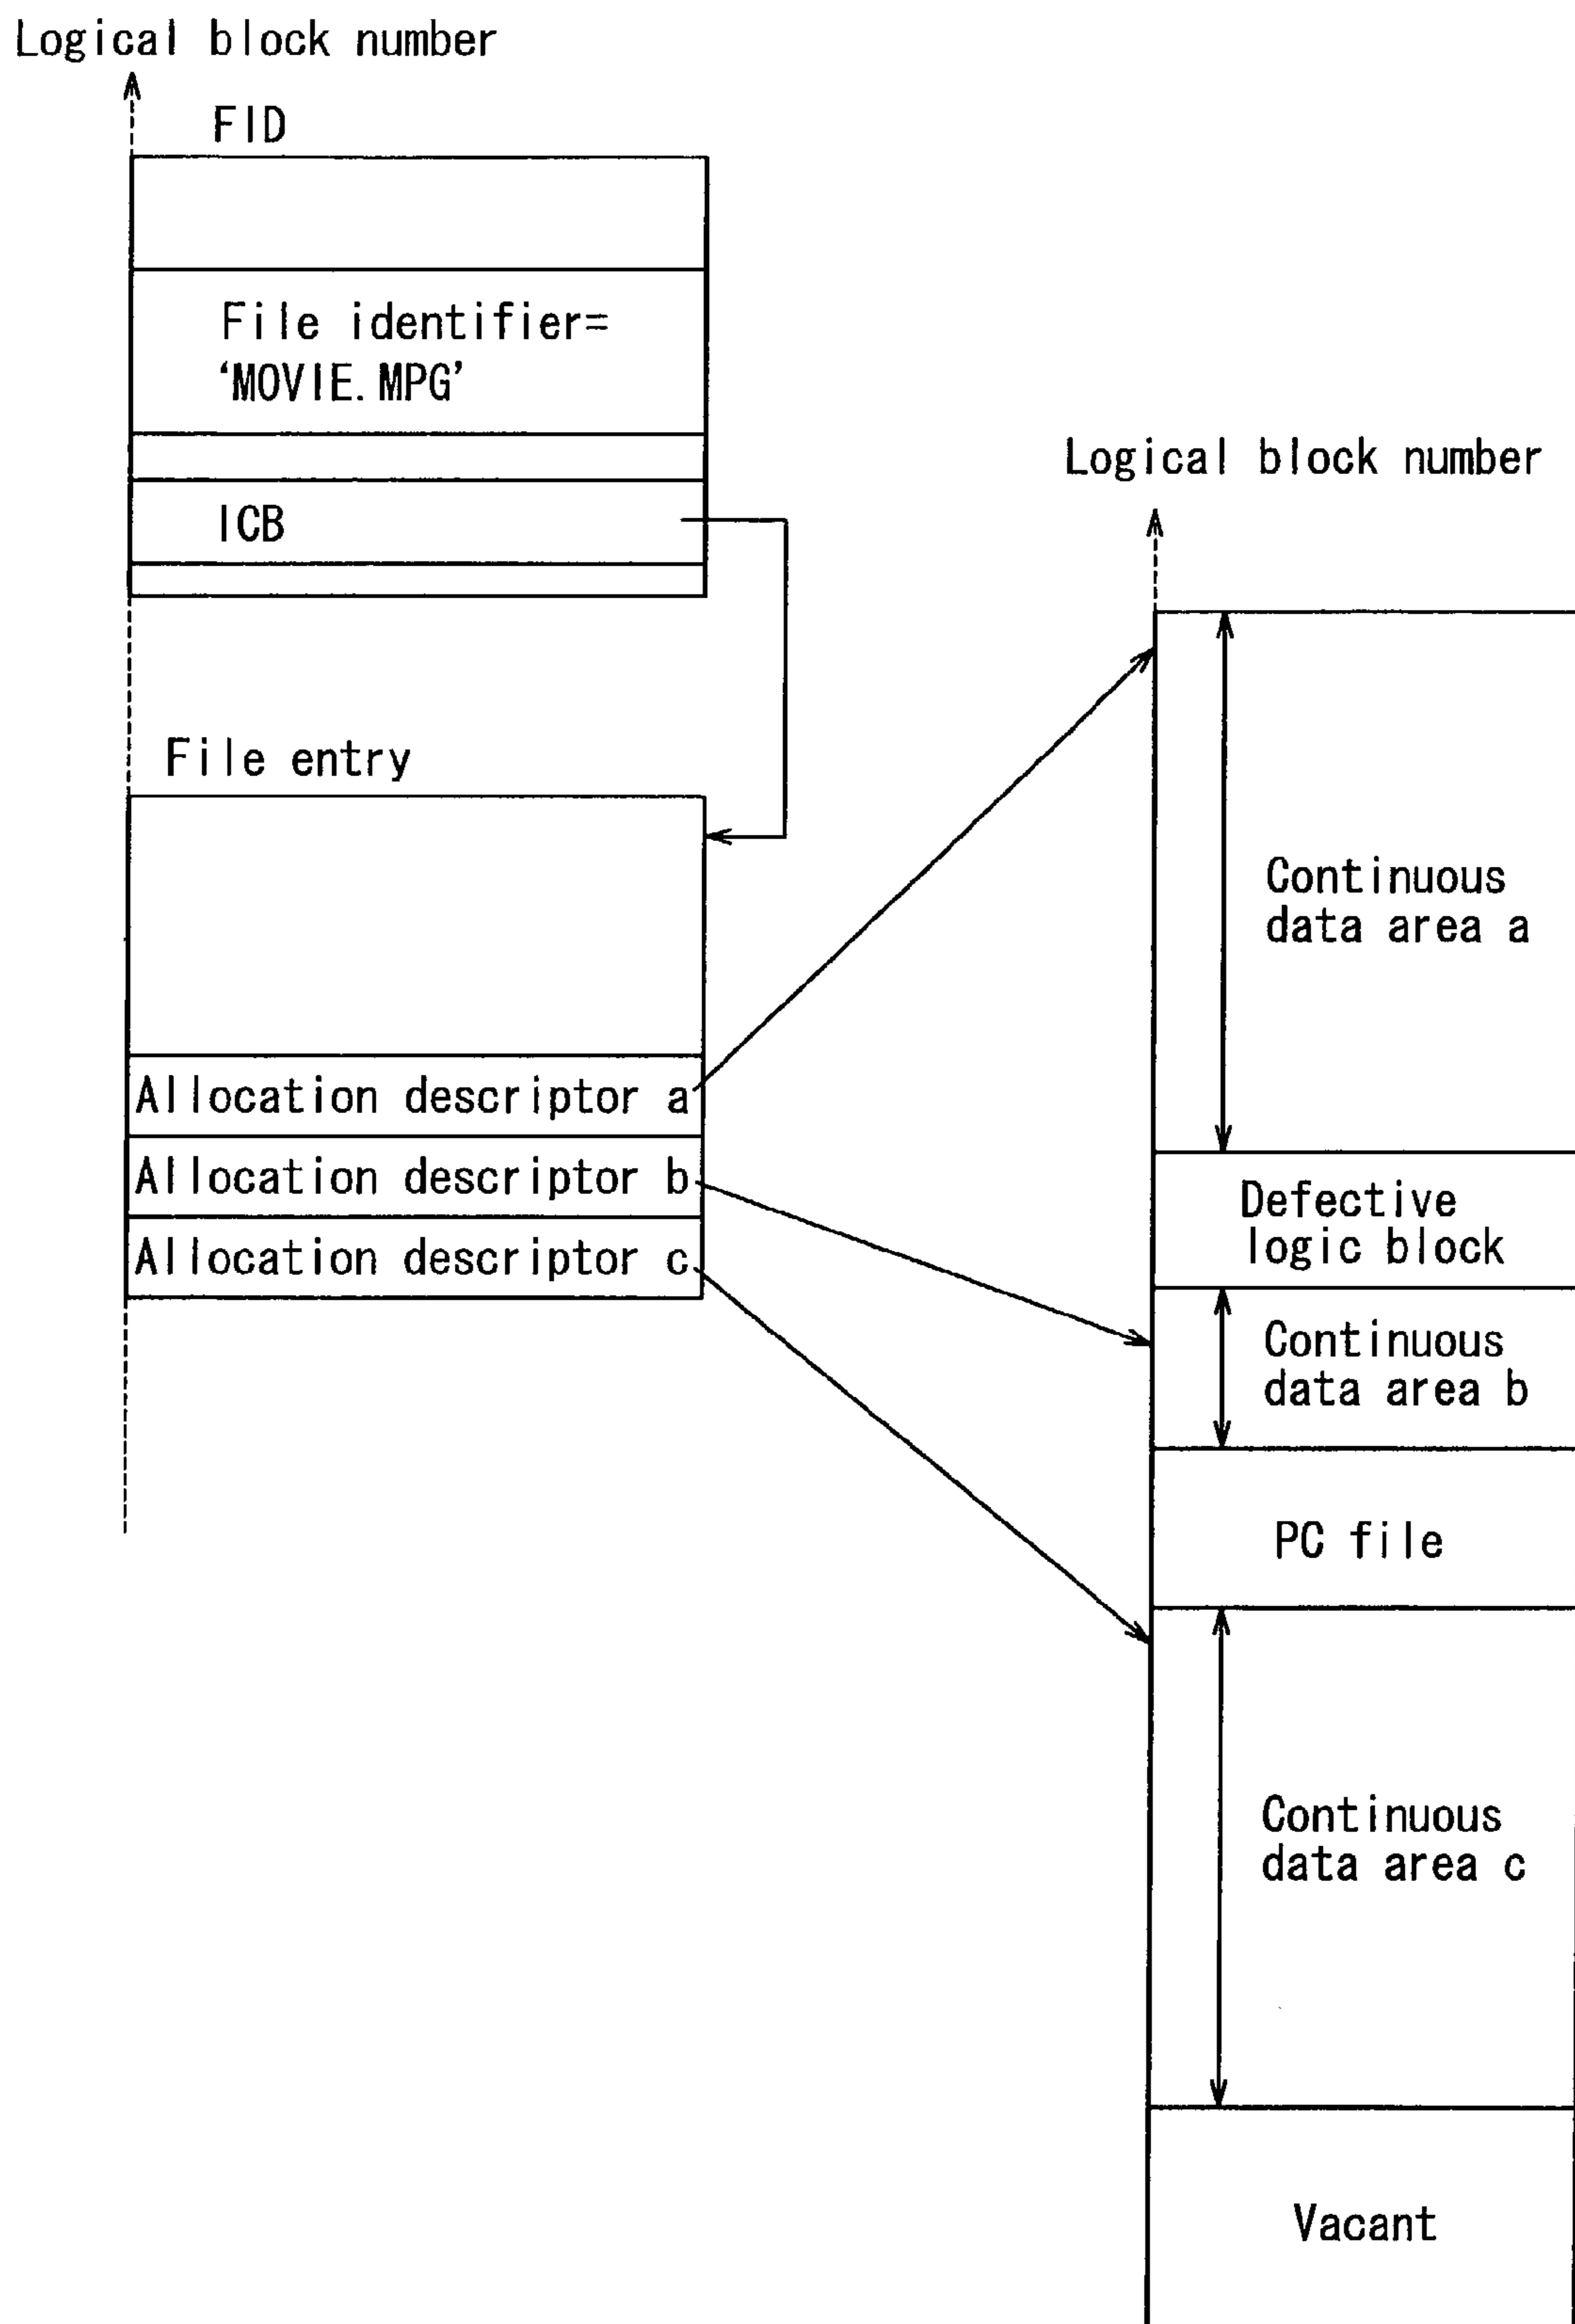 Logical block number
FID
File identifier=
‘MOVIE.MPG’
ICB
File entry
Allocation descriptor a
Allocation descriptor b
Allocation descriptor c
Logical block number
Continuous
data area a
Defective
logic block
Continuous
data area b
PC file
Continuous
data area c
Vacant